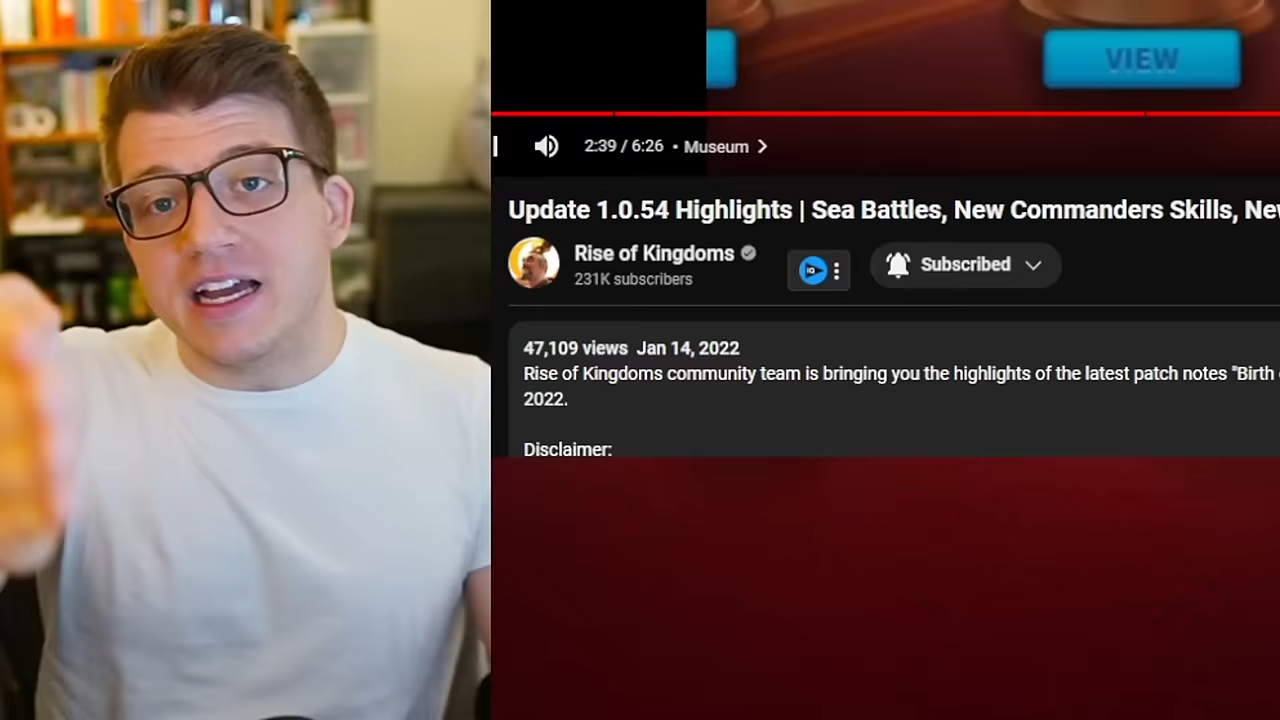 VIEW
2:39 / 6:26 • Museum
Update 1.0.54 Highlights | Sea Battles, New Commanders Skills, Ne
Rise of Kingdoms
231K subscribers
IQ
Subscribed
47,109 views Jan 14, 2022
Rise of Kingdoms community team is bringing you the highlights of the latest patch notes "Birth
2022.
Disclaimer: